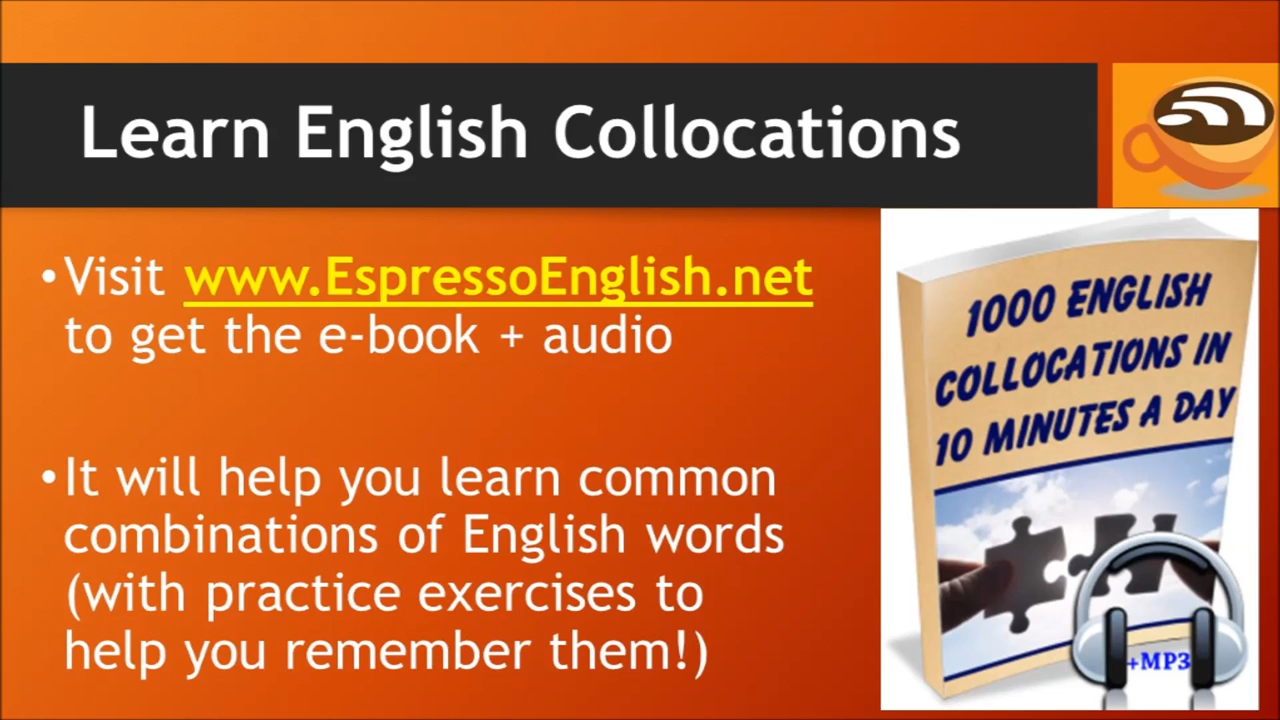 Learn English Collocations
•Visit www.EspressoEnglish.net
to get the e-book + audio
•It will help you learn common
combinations of English words
(with practice exercises to
help you remember them!)
1000 ENGLISH
COLLOCATIONS IN
10 MINUTES A DAY
+MP3